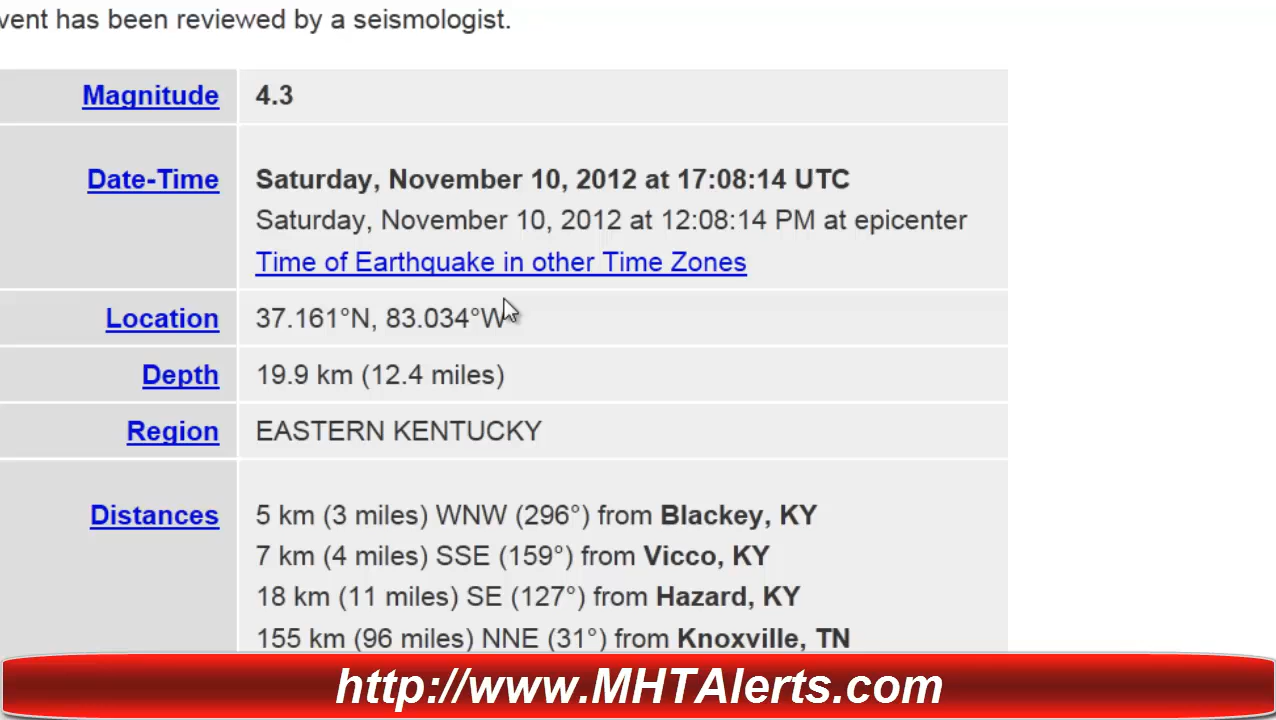 vent has been reviewed by a seismologist.
Magnitude 4.3
Date-Time Saturday, November 10, 2012 at 17:08:14 UTC
Saturday, November 10, 2012 at 12:08:14 PM at epicenter
Time of Earthquake in other Time Zones
Location 37.161°N, 83.034°W
Depth 19.9 km (12.4 miles)
Region EASTERN KENTUCKY
Distances 5 km (3 miles) WNW (296°) from Blackey, KY
7 km (4 miles) SSE (159°) from Vicco, KY
18 km (11 miles) SE (127°) from Hazard, KY
155 km (96 miles) NNE (31°) from Knoxville, TN
http://www.MHTAlerts.com